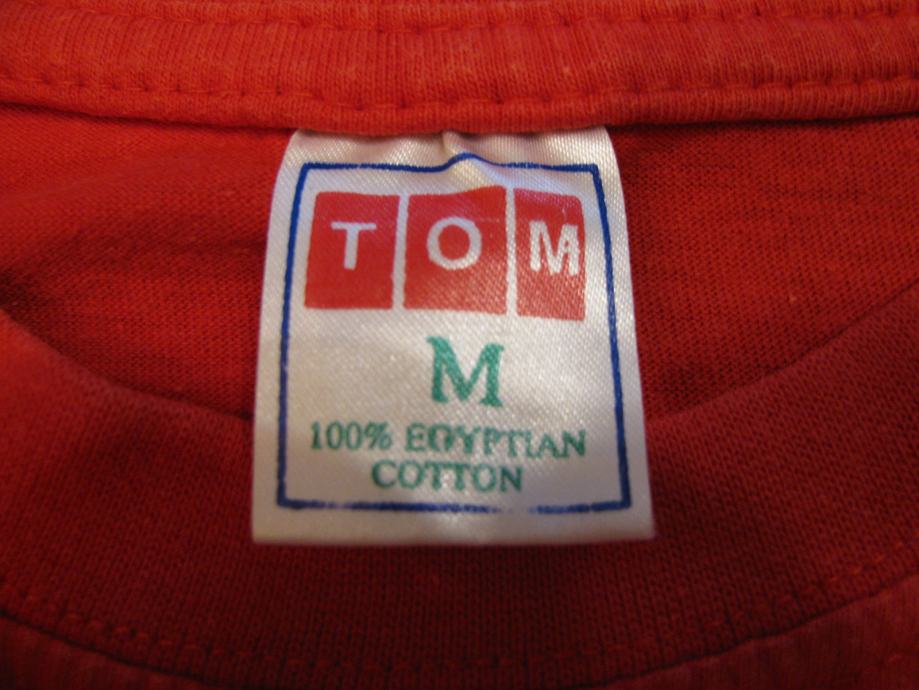 TOM
M
100% EGYPTIAN
COTTON